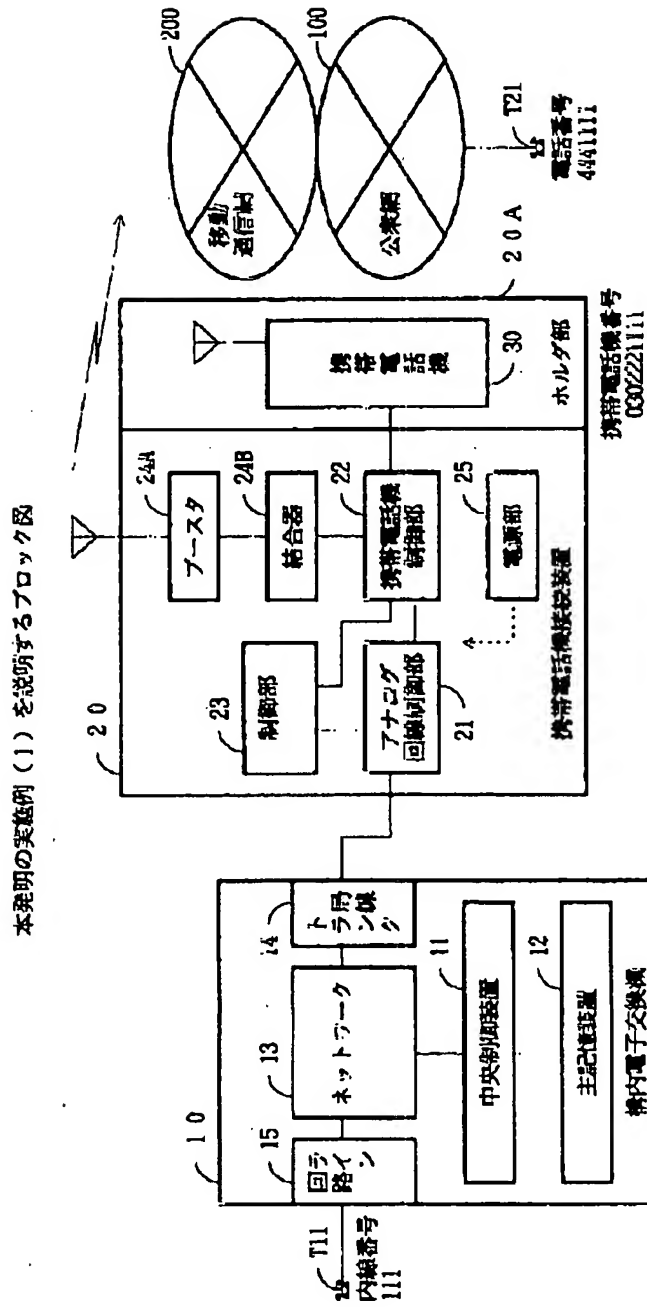 本発明の実施例（1）を説明するブロック図
10
T11
内線番号
111
15
ライン
回路
13
ネットワーク
14
局線
トランク
11
中央制御装置
12
主記憶装置
構内電子交換機
20
23
制御部
アナログ
回線制御部
21
24A
ブースタ
24B
結合器
22
携帯電話機
制御部
25
電源部
携帯電話機接続装置
携帯電話機
30
ホルダ部
20A
携帯電話機番号
0302221111
移動
通信網
200
公衆網
100
T21
電話番号
4441111